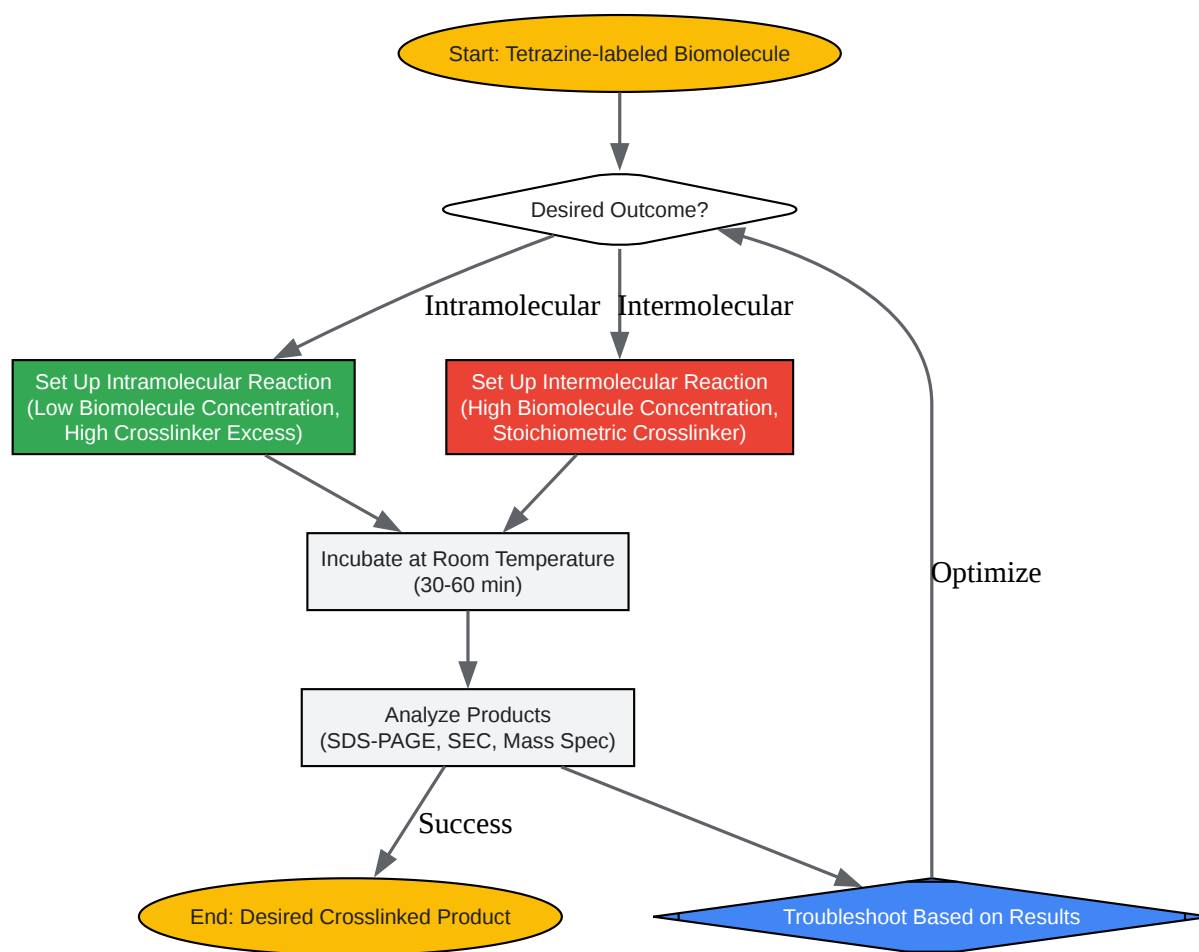 Start: Tetrazine-labeled Biomolecule
Desired Outcome?
Intramolecular
Intermolecular
Set Up Intramolecular Reaction
(Low Biomolecule Concentration,
High Crosslinker Excess)
Set Up Intermolecular Reaction
(High Biomolecule Concentration,
Stoichiometric Crosslinker)
Incubate at Room Temperature
(30-60 min)
Optimize
Analyze Products
(SDS-PAGE, SEC, Mass Spec)
Success
End: Desired Crosslinked Product
Troubleshoot Based on Results